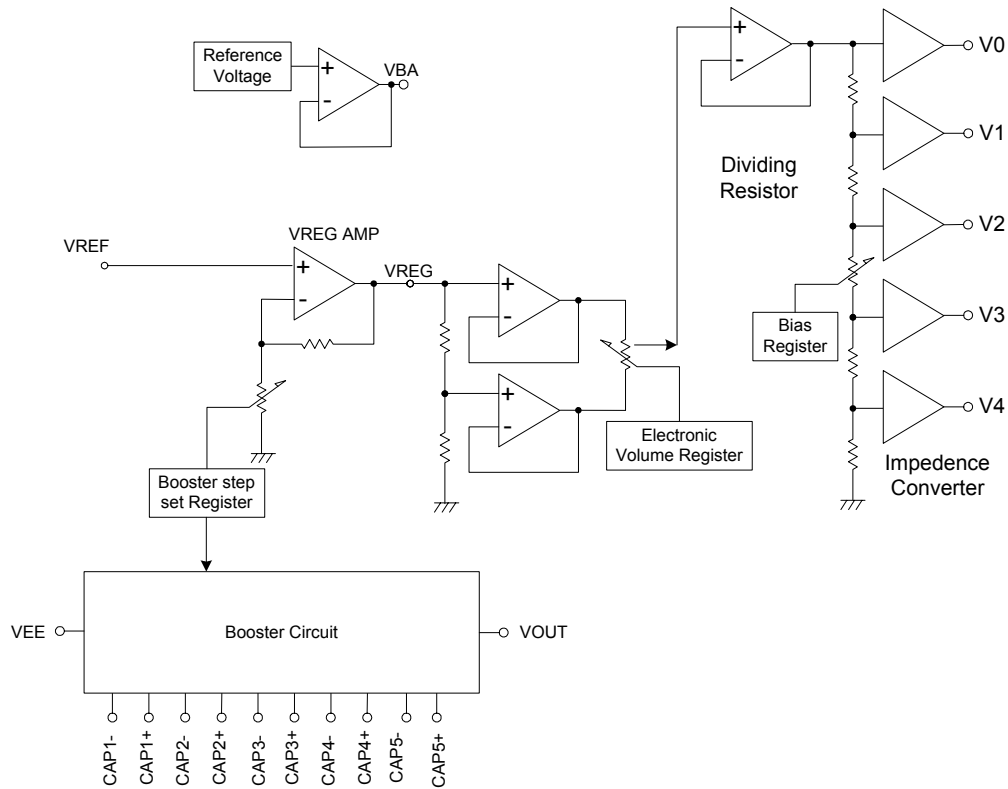 Reference
Voltage
+
-
VBA
+
-
V0
V1
Dividing
Resistor
V2
VREF
VREG AMP
+
-
VREG
+
-
+
-
Bias
Register
V3
Electronic
Volume Register
V4
Impedence
Converter
Booster step
set Register
VEE
Booster Circuit
VOUT
CAP1-
CAP1+
CAP2-
CAP2+
CAP3-
CAP3+
CAP4-
CAP4+
CAP5-
CAP5+